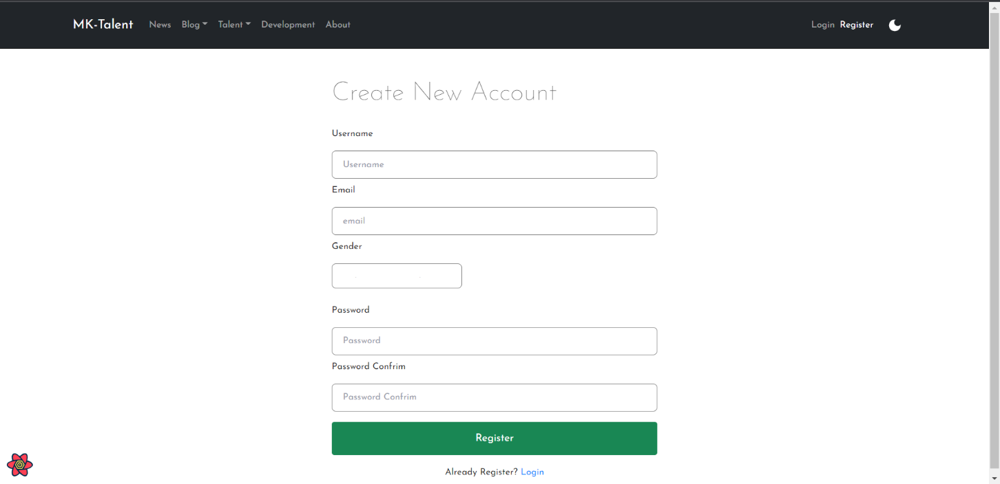 MK-Talent News Blog Talent Development About Login Register
Create New Account
Username
Username
Email
email
Gender
Password
Password
Password Confrim
Password Confrim
Register
Already Register? Login